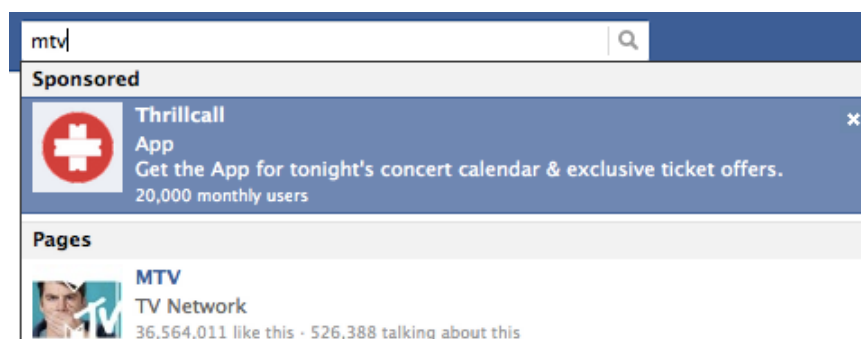 mtv
Sponsored
Thrillcall
App
Get the App for tonight's concert calendar & exclusive ticket offers.
20,000 monthly users
Pages
MTV
MTV
TV Network
36,564,011 like this · 526,388 talking about this